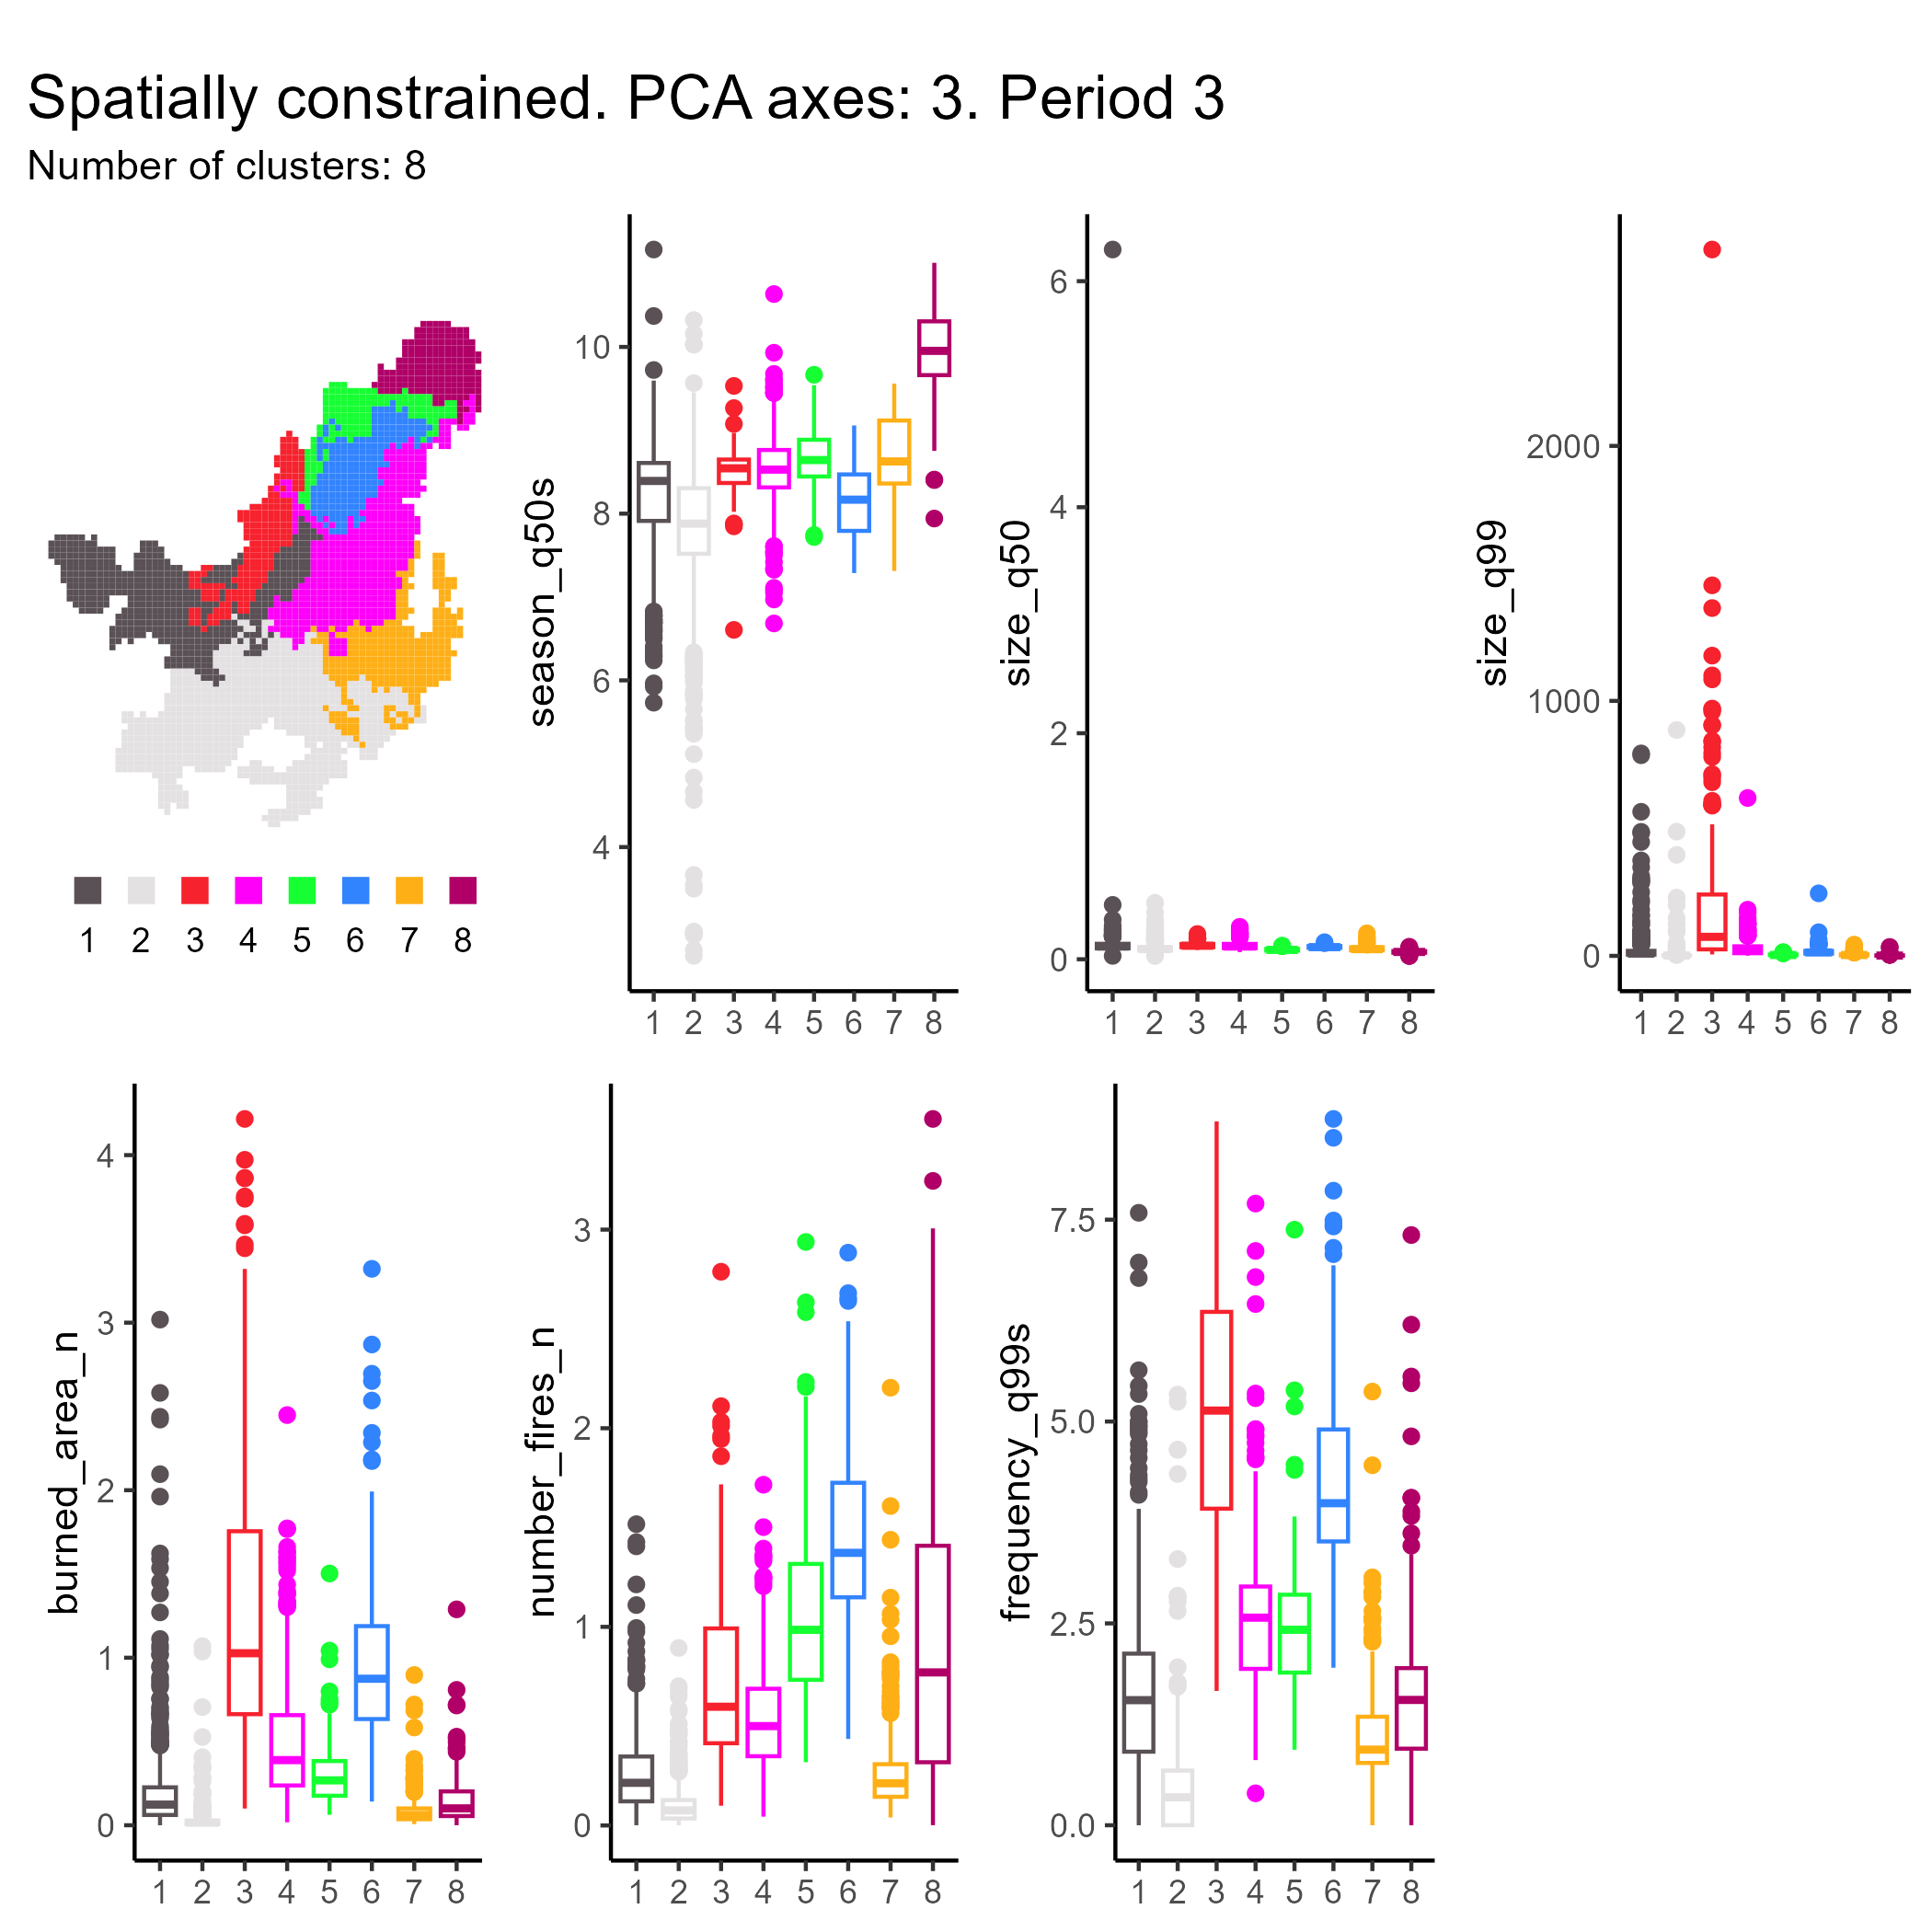 Spatially constrained. PCA axes: 3. Period 3
Number of clusters: 8
1 2 3 4 5 6 7 8
season_q50s
10
8
6
4
1 2 3 4 5 6 7 8
size_q50
6
4
2
0
1 2 3 4 5 6 7 8
size_q99
2000
1000
0
1 2 3 4 5 6 7 8
burned_area_n
4
3
2
1
0
1 2 3 4 5 6 7 8
number_fires_n
3
2
1
0
1 2 3 4 5 6 7 8
frequency_q99s
7.5
5.0
2.5
0.0
1 2 3 4 5 6 7 8